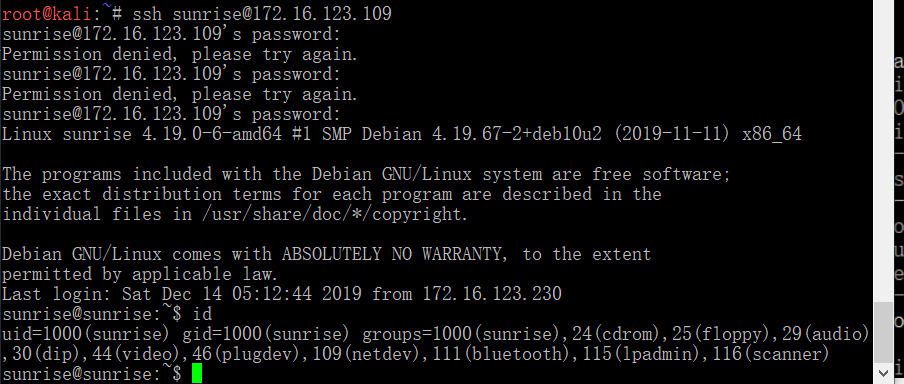 root@kali:~# ssh sunrise@172.16.123.109
sunrise@172.16.123.109's password:
Permission denied, please try again.
sunrise@172.16.123.109's password:
Permission denied, please try again.
sunrise@172.16.123.109's password:
Linux sunrise 4.19.0-6-amd64 #1 SMP Debian 4.19.67-2+deb10u2 (2019-11-11) x86_64

The programs included with the Debian GNU/Linux system are free software;
the exact distribution terms for each program are described in the
individual files in /usr/share/doc/*/copyright.

Debian GNU/Linux comes with ABSOLUTELY NO WARRANTY, to the extent
permitted by applicable law.
Last login: Sat Dec 14 05:12:44 2019 from 172.16.123.230
sunrise@sunrise:~$ id
uid=1000(sunrise) gid=1000(sunrise) groups=1000(sunrise),24(cdrom),25(floppy),29(audio)
,30(dip),44(video),46(plugdev),109(netdev),111(bluetooth),115(lpadmin),116(scanner)
sunrise@sunrise:~$